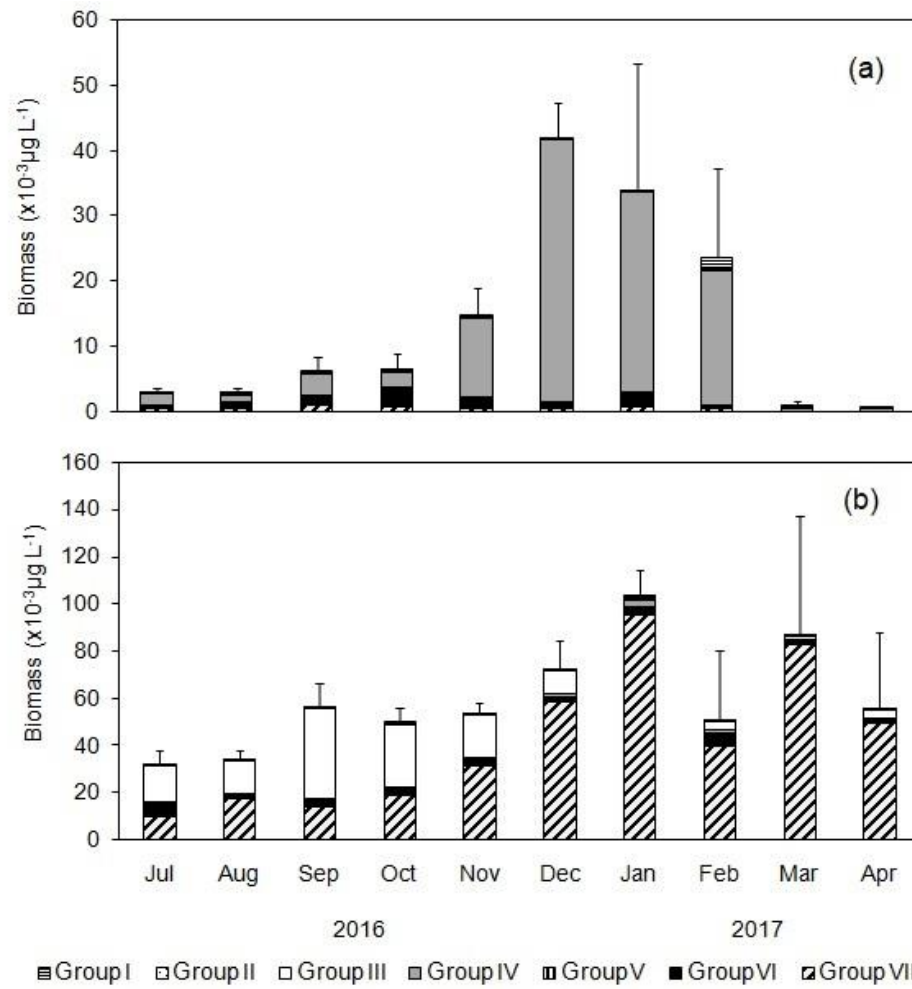 60
50
40
30
20
10
0
Biomass (x10⁻³µg L⁻¹)
(a)
160
140
120
100
80
60
40
20
0
Biomass (x10⁻³µg L⁻¹)
(b)
Jul Aug Sep Oct Nov Dec Jan Feb Mar Apr
2016 2017
Group I Group II Group III Group IV Group V Group VI Group VII